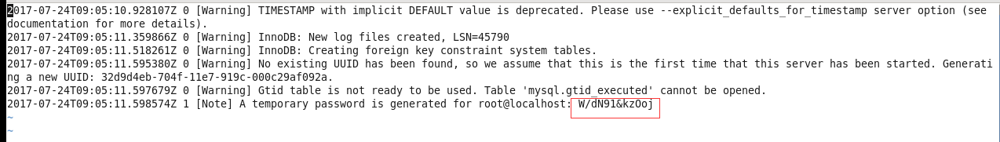 2017-07-24T09:05:10.928107Z 0 [Warning] TIMESTAMP with implicit DEFAULT value is deprecated. Please use --explicit_defaults_for_timestamp server option (see
documentation for more details).
2017-07-24T09:05:11.359866Z 0 [Warning] InnoDB: New log files created, LSN=45790
2017-07-24T09:05:11.518261Z 0 [Warning] InnoDB: Creating foreign key constraint system tables.
2017-07-24T09:05:11.595380Z 0 [Warning] No existing UUID has been found, so we assume that this is the first time that this server has been started. Generati
ng a new UUID: 32d9d4eb-704f-11e7-919c-000c29af092a.
2017-07-24T09:05:11.597679Z 0 [Warning] Gtid table is not ready to be used. Table 'mysql.gtid_executed' cannot be opened.
2017-07-24T09:05:11.598574Z 1 [Note] A temporary password is generated for root@localhost: W/dN91&kzOoj
~
~